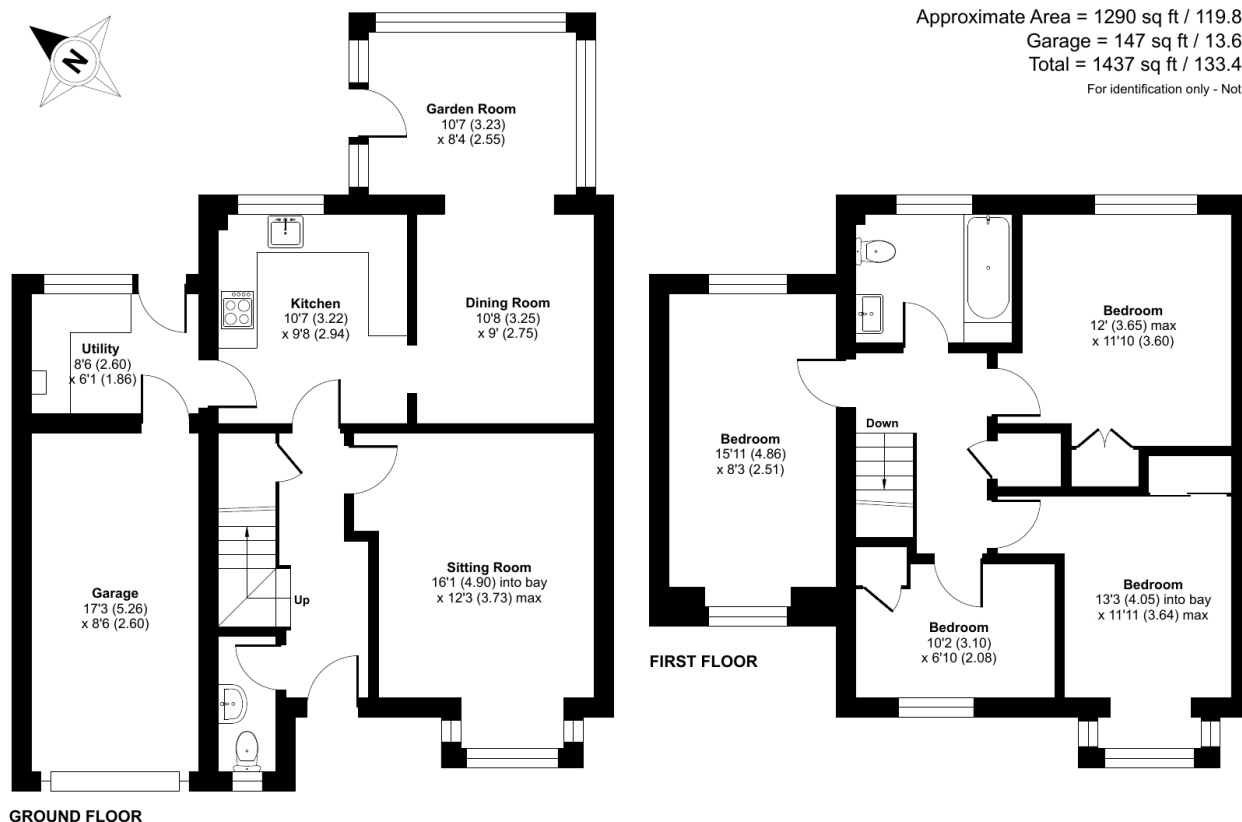 Approximate Area = 1290 sq ft / 119.8
Garage = 147 sq ft / 13.6
Total = 1437 sq ft / 133.4
For identification only - Not
N
Garden Room
10'7 (3.23)
x 8'4 (2.55)
Kitchen
10'7 (3.22)
x 9'8 (2.94)
Dining Room
10'8 (3.25)
x 9' (2.75)
Utility
8'6 (2.60)
x 6'1 (1.86)
Garage
17'3 (5.26)
x 8'6 (2.60)
Up
Sitting Room
16'1 (4.90) into bay
x 12'3 (3.73) max
GROUND FLOOR
Bedroom
12' (3.65) max
x 11'10 (3.60)
Down
Bedroom
15'11 (4.86)
x 8'3 (2.51)
Bedroom
13'3 (4.05) into bay
x 11'11 (3.64) max
Bedroom
10'2 (3.10)
x 6'10 (2.08)
FIRST FLOOR